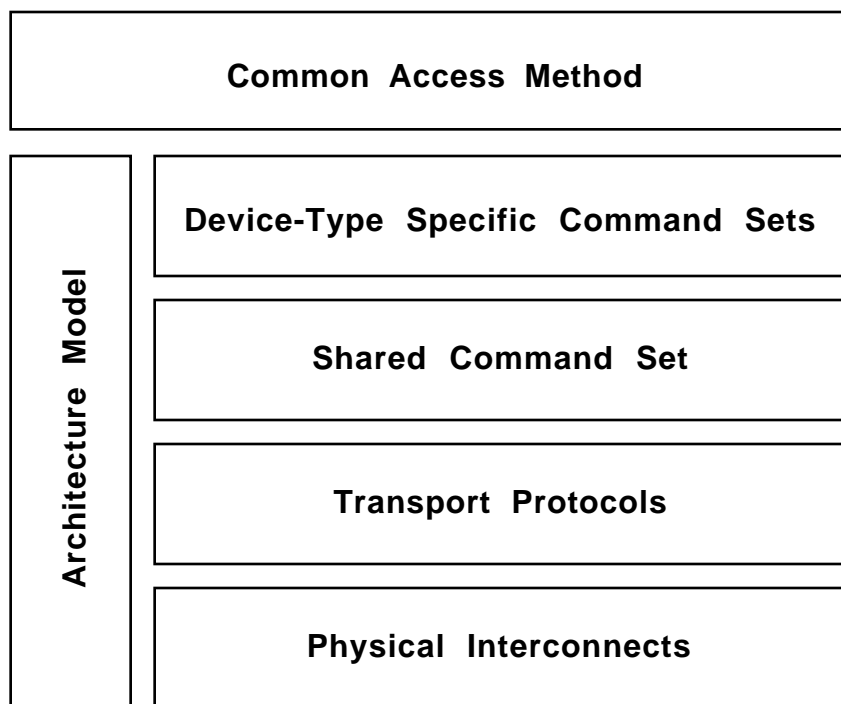 Common Access Method
Device-Type Specific Command Sets
Architecture Model
Shared Command Set
Transport Protocols
Physical Interconnects